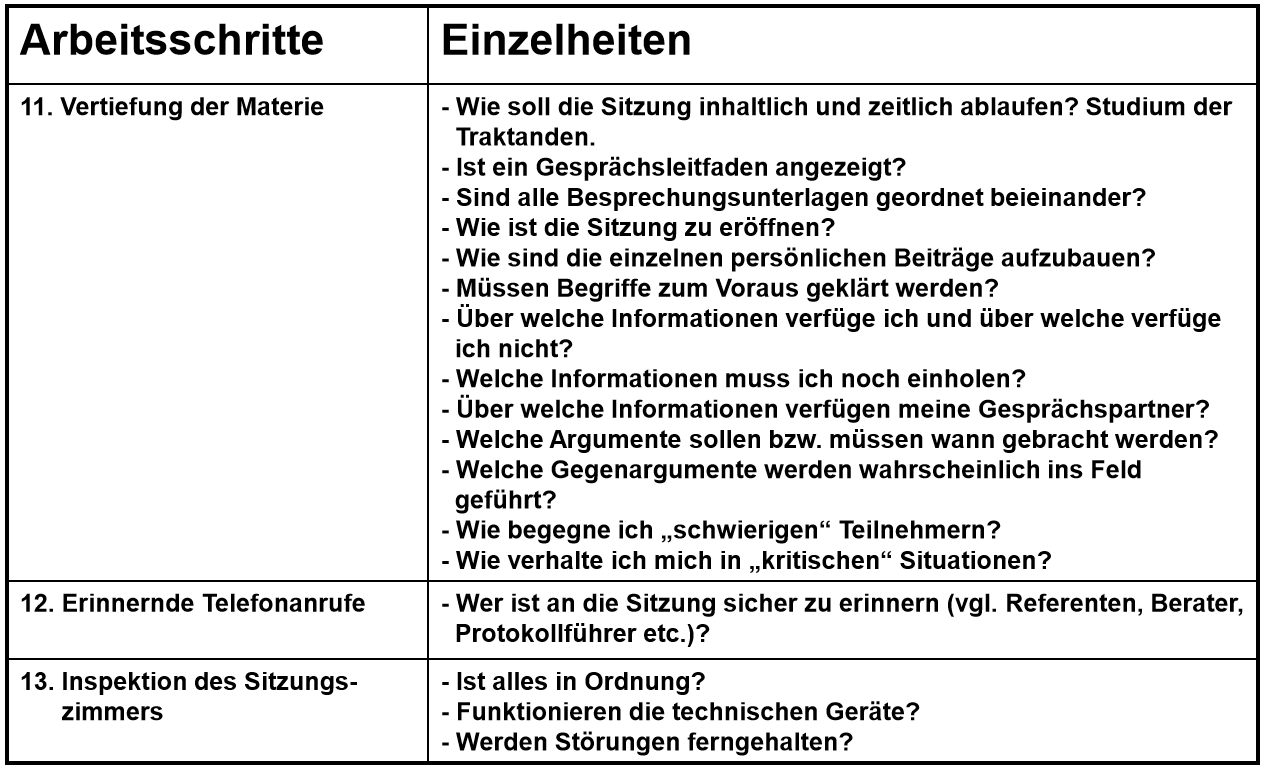 Arbeitsschritte
Einzelheiten
11. Vertiefung der Materie
- Wie soll die Sitzung inhaltlich und zeitlich ablaufen? Studium der
Traktanden.
- Ist ein Gesprächsleitfaden angezeigt?
- Sind alle Besprechungsunterlagen geordnet beieinander?
- Wie ist die Sitzung zu eröffnen?
- Wie sind die einzelnen persönlichen Beiträge aufzubauen?
- Müssen Begriffe zum Voraus geklärt werden?
- Über welche Informationen verfüge ich und über welche verfüge
ich nicht?
- Welche Informationen muss ich noch einholen?
- Über welche Informationen verfügen meine Gesprächspartner?
- Welche Argumente sollen bzw. müssen wann gebracht werden?
- Welche Gegenargumente werden wahrscheinlich ins Feld
geführt?
- Wie begegne ich „schwierigen“ Teilnehmern?
- Wie verhalte ich mich in „kritischen“ Situationen?
12. Erinnernde Telefonanrufe
- Wer ist an die Sitzung sicher zu erinnern (vgl. Referenten, Berater,
Protokollführer etc.)?
13. Inspektion des Sitzungs-
zimmers
- Ist alles in Ordnung?
- Funktionieren die technischen Geräte?
- Werden Störungen ferngehalten?